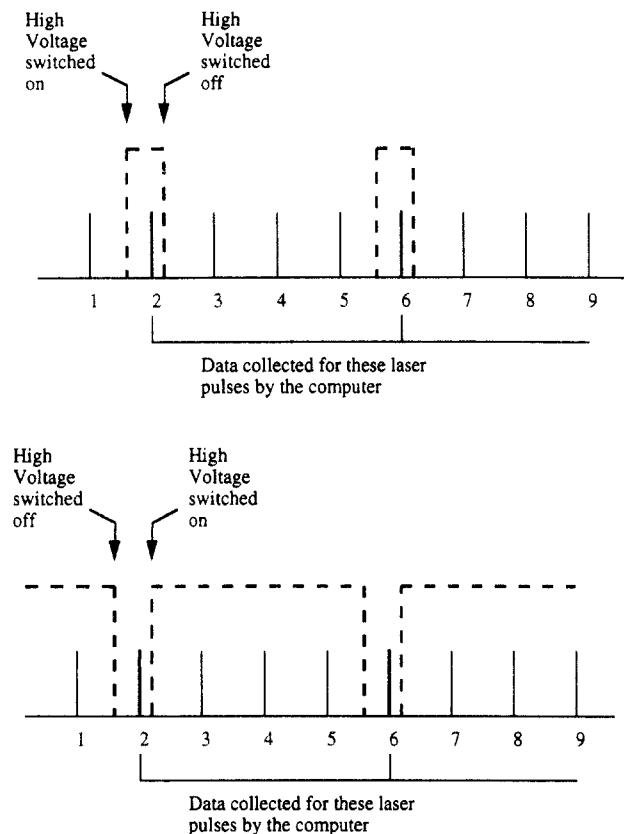 High
Voltage
switched
on
High
Voltage
switched
off
1 2 3 4 5 6 7 8 9
Data collected for these laser
pulses by the computer
High
Voltage
switched
off
High
Voltage
switched
on
1 2 3 4 5 6 7 8 9
Data collected for these laser
pulses by the computer